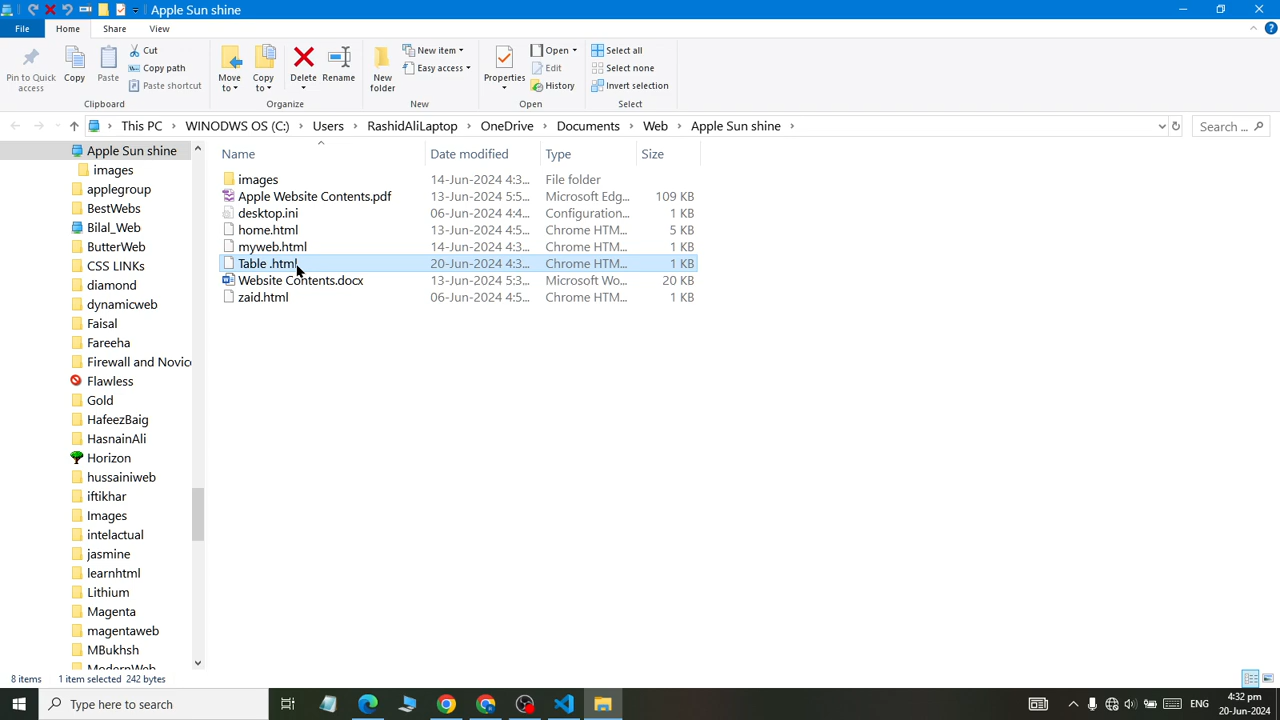 Apple Sun shine
File Home Share View
Pin to Quick access
Copy
Paste
Cut
Copy path
Paste shortcut
Clipboard
Move to
Copy to
Delete
Rename
Organize
New folder
New item
Easy access
New
Properties
Open
Edit
History
Open
Select all
Select none
Invert selection
Select
This PC > WINODWS OS (C:) > Users > RashidAliLaptop > OneDrive > Documents > Web > Apple Sun shine >
Search ...
Apple Sun shine
images
applegroup
BestWebs
Bilal_Web
ButterWeb
CSS LINKs
diamond
dynamicweb
Faisal
Fareeha
Firewall and Novic
Flawless
Gold
HafeezBaig
HasnainAli
Horizon
hussainiweb
iftikhar
Images
intelactual
jasmine
learnhtml
Lithium
Magenta
magentaweb
MBukhsh
ModernWeb
Name Date modified Type Size
images 14-Jun-2024 4:3... File folder
Apple Website Contents.pdf 13-Jun-2024 5:5... Microsoft Edg... 109 KB
desktop.ini 06-Jun-2024 4:4... Configuration... 1 KB
home.html 13-Jun-2024 4:5... Chrome HTM... 5 KB
myweb.html 14-Jun-2024 4:3... Chrome HTM... 1 KB
Table .html 20-Jun-2024 4:3... Chrome HTM... 1 KB
Website Contents.docx 13-Jun-2024 5:3... Microsoft Wo... 20 KB
zaid.html 06-Jun-2024 4:5... Chrome HTM... 1 KB
8 items 1 item selected 242 bytes
Type here to search
ENG
4:32 pm
20-Jun-2024